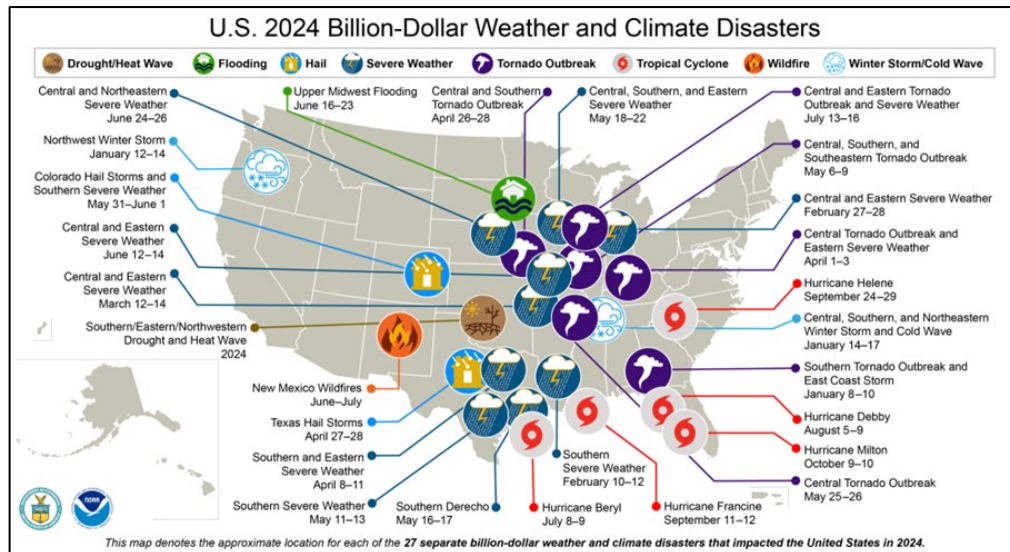 U.S. 2024 Billion-Dollar Weather and Climate Disasters
Drought/Heat Wave
Flooding
Hail
Severe Weather
Tornado Outbreak
Tropical Cyclone
Wildfire
Winter Storm/Cold Wave
Central and Northeastern
Severe Weather
June 24–26
Northwest Winter Storm
January 12–14
Colorado Hail Storms and
Southern Severe Weather
May 31–June 1
Central and Eastern
Severe Weather
June 12–14
Central and Eastern
Severe Weather
March 12–14
Southern/Eastern/Northwestern
Drought and Heat Wave
2024
New Mexico Wildfires
June–July
Texas Hail Storms
April 27–28
Southern and Eastern
Severe Weather
April 8–11
Southern Severe Weather
May 11–13
Upper Midwest Flooding
June 16–23
Central and Southern
Tornado Outbreak
April 26–28
Central, Southern, and Eastern
Severe Weather
May 18–22
Central and Eastern Tornado
Outbreak and Severe Weather
July 13–16
Central, Southern, and
Southeastern Tornado Outbreak
May 6–9
Central and Eastern Severe Weather
February 27–28
Central Tornado Outbreak and
Eastern Severe Weather
April 1–3
Hurricane Helene
September 24–29
Central, Southern, and Northeastern
Winter Storm and Cold Wave
January 14–17
Southern Tornado Outbreak and
East Coast Storm
January 8–10
Hurricane Debby
August 5–9
Hurricane Milton
October 9–10
Central Tornado Outbreak
May 25–26
Southern Derecho
May 16–17
Hurricane Beryl
July 8–9
Southern
Severe Weather
February 10–12
Hurricane Francine
September 11–12
NOAA
This map denotes the approximate location for each of the 27 separate billion-dollar weather and climate disasters that impacted the United States in 2024.